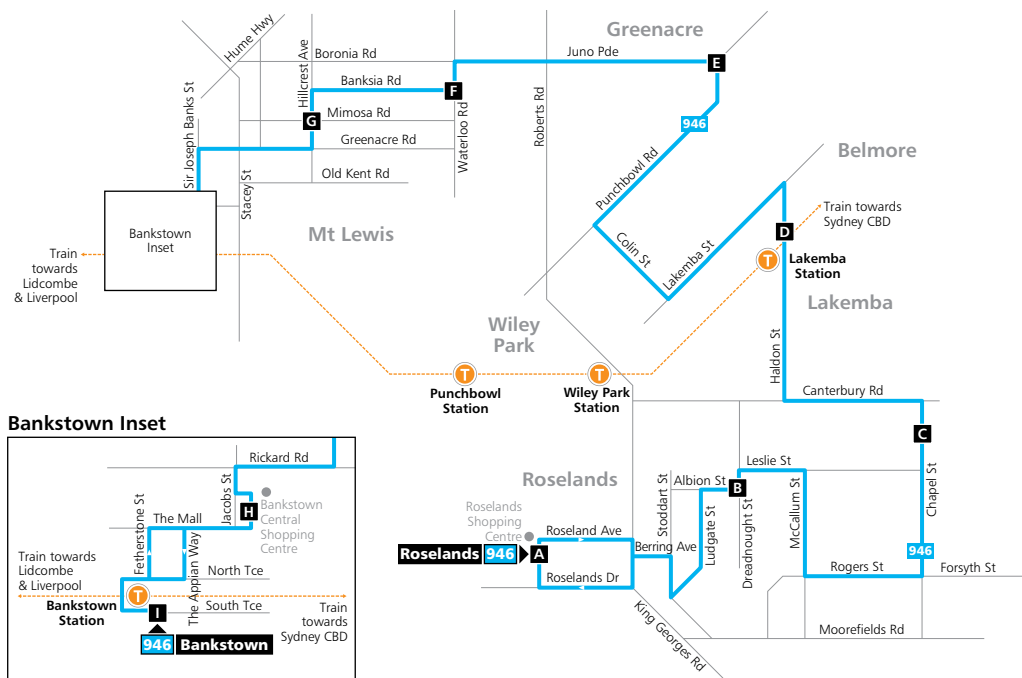 Greenacre
Hume Hwy
Hillcrest Ave
Boronia Rd
Juno Pde
E
Banksia Rd
F
Sir Joseph Banks St
G
Mimosa Rd
Waterloo Rd
Roberts Rd
946
Greenacre Rd
Punchbowl Rd
Belmore
Old Kent Rd
Stacey St
Bankstown
Inset
Mt Lewis
Colin St
Lakemba St
D
Train towards
Sydney CBD
Train
towards
Lidcombe
& Liverpool
T
Lakemba
Station
Lakemba
Wiley
Park
Haldon St
T
Punchbowl
Station
T
Wiley Park
Station
Canterbury Rd
C
Chapel St
Leslie St
Roselands
Stoddart St
Albion St
B
McCallum St
Ludgate St
Dreadnought St
Roselands
Shopping
Centre
Roseland Ave
Berring Ave
Roselands
946
A
946
Roselands Dr
Rogers St
Forsyth St
King Georges Rd
Moorefields Rd
Bankstown Inset
Rickard Rd
Jacobs St
Fetherstone St
H
Bankstown
Central
Shopping
Centre
The Mall
The Appian Way
Train towards
Lidcombe
& Liverpool
North Tce
T
Bankstown
Station
I
South Tce
Train
towards
Sydney CBD
946
Bankstown